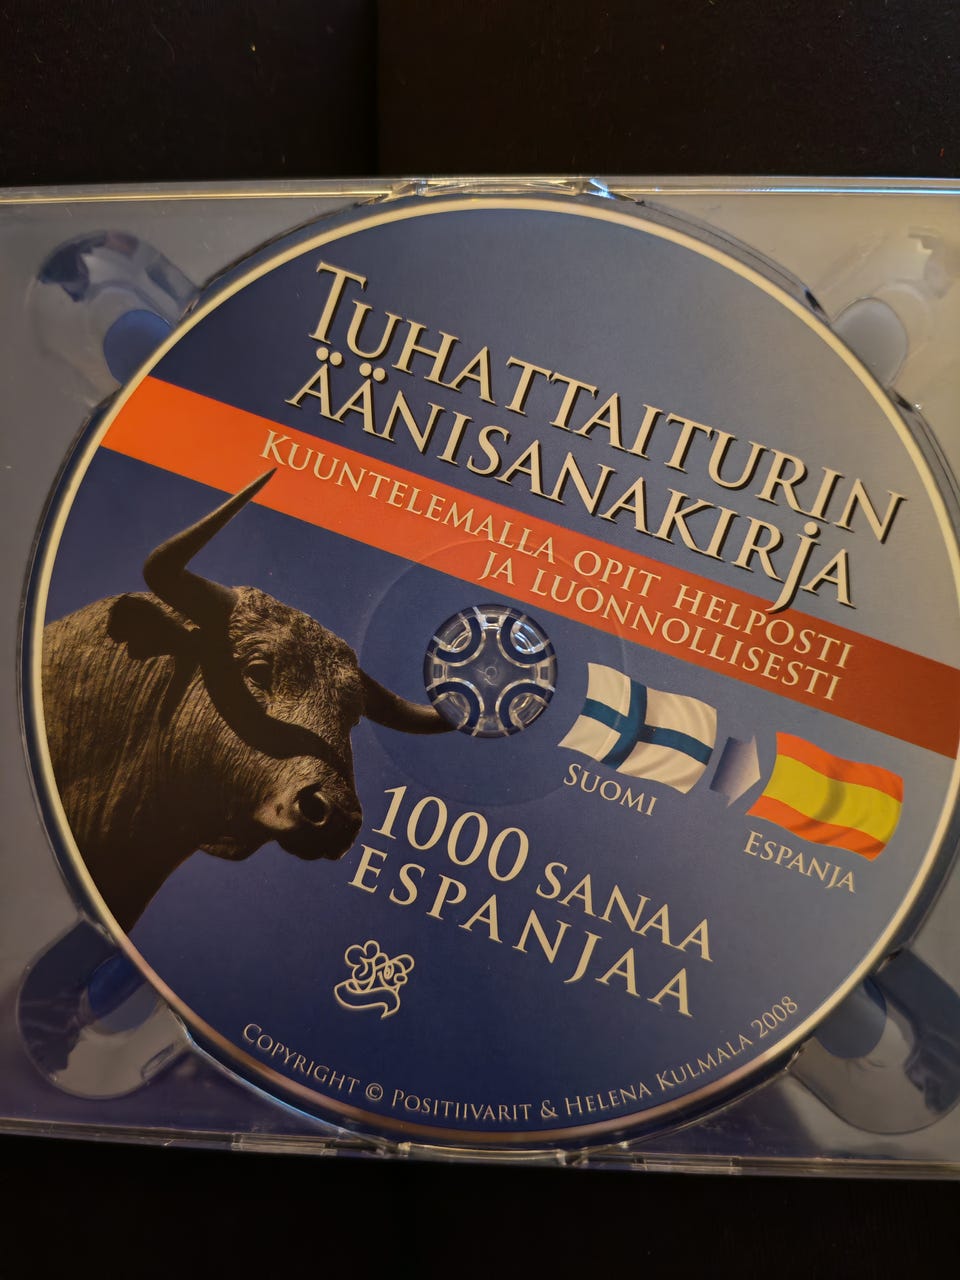 Tuhattaiturin
Äänisanakirja
Kuuntelemalla opit helposti
ja luonnollisesti
Suomi
Espanja
1000 sanaa
espanjaa
Copyright © Positiivarit & Helena Kulmala 2008